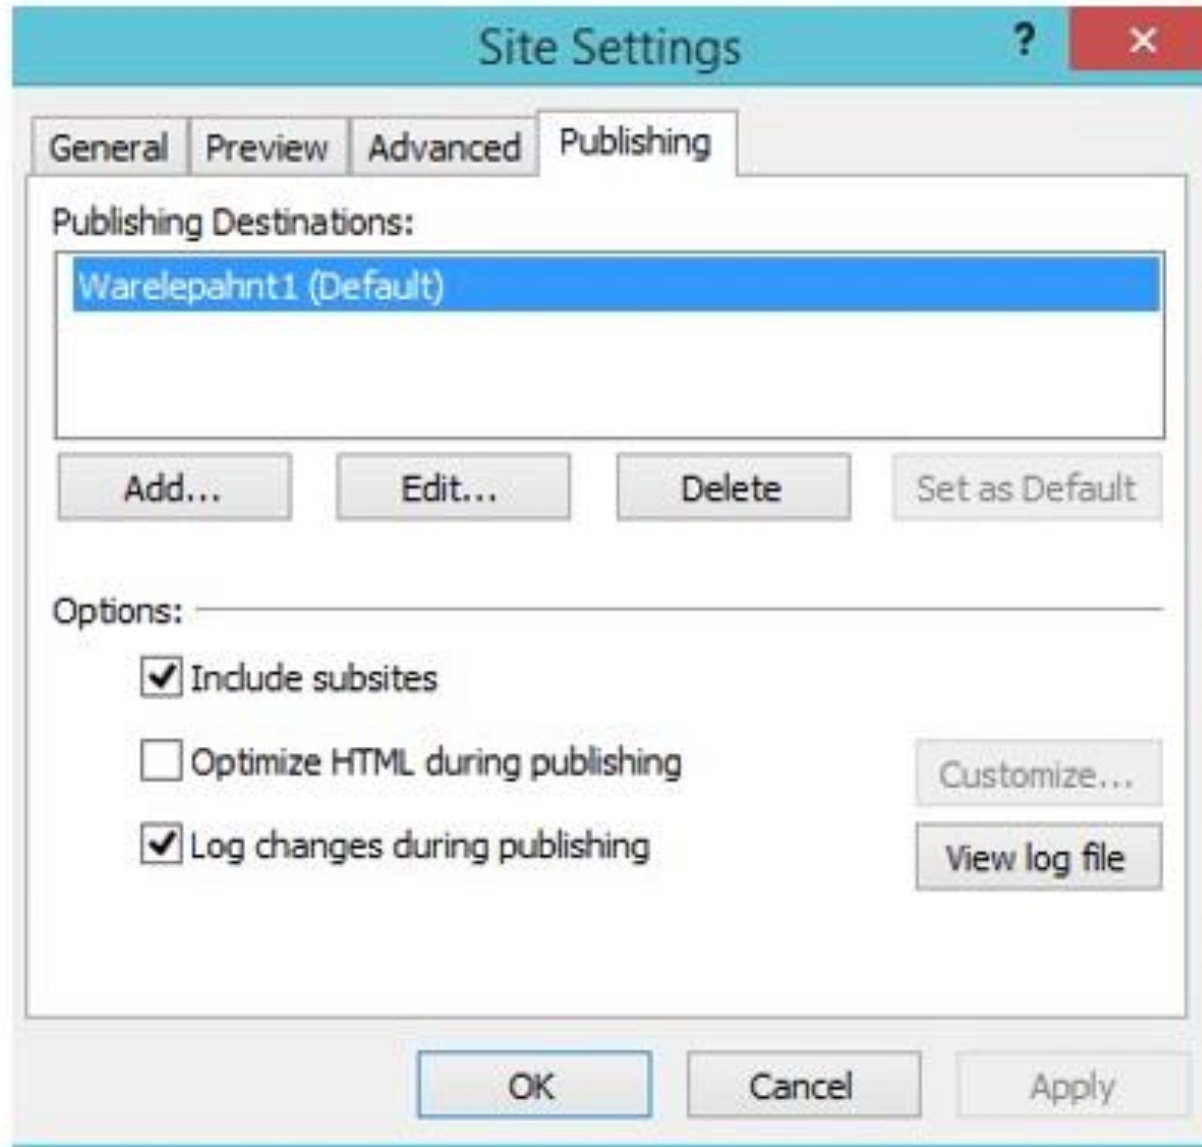 Site Settings ?
General Preview Advanced Publishing
Publishing Destinations:
Warelepahnt1 (Default)
Add... Edit... Delete Set as Default
Options:
Include subsites
Optimize HTML during publishing Customize...
Log changes during publishing View log file
OK Cancel Apply